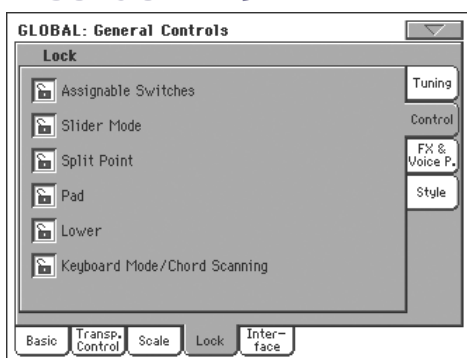 GLOBAL: General Controls
Lock
Assignable Switches
Slider Mode
Split Point
Pad
Lower
Keyboard Mode/Chord Scanning
Tuning
Control
FX &
Voice P.
Style
Basic
Transp.
Control
Scale
Lock
Inter-
face